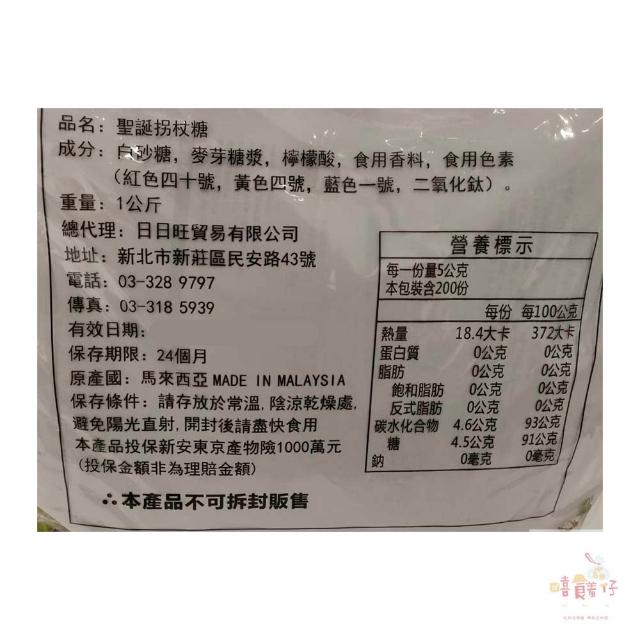 品名：聖誕拐杖糖
成分：白砂糖，麥芽糖漿，檸檬酸，食用香料，食用色素
（紅色四十號，黃色四號，藍色一號，二氧化鈦）。
重量：1公斤
總代理：日日旺貿易有限公司
地址：新北市新莊區民安路43號
電話：03-328 9797
傳真：03-318 5939
有效日期：
保存期限：24個月
原產國：馬來西亞 MADE IN MALAYSIA
保存條件：請存放於常溫,陰涼乾燥處,
避免陽光直射,開封後請盡快食用
本產品投保新安東京產物險1000萬元
(投保金額非為理賠金額)
∴本產品不可拆封販售
營養標示
每一份量5公克
本包裝含200份
每份 每100公克
熱量 18.4大卡 372大卡
蛋白質 0公克 0公克
脂肪 0公克 0公克
飽和脂肪 0公克 0公克
反式脂肪 0公克 0公克
碳水化合物 4.6公克 93公克
糖 4.5公克 91公克
鈉 0毫克 0毫克